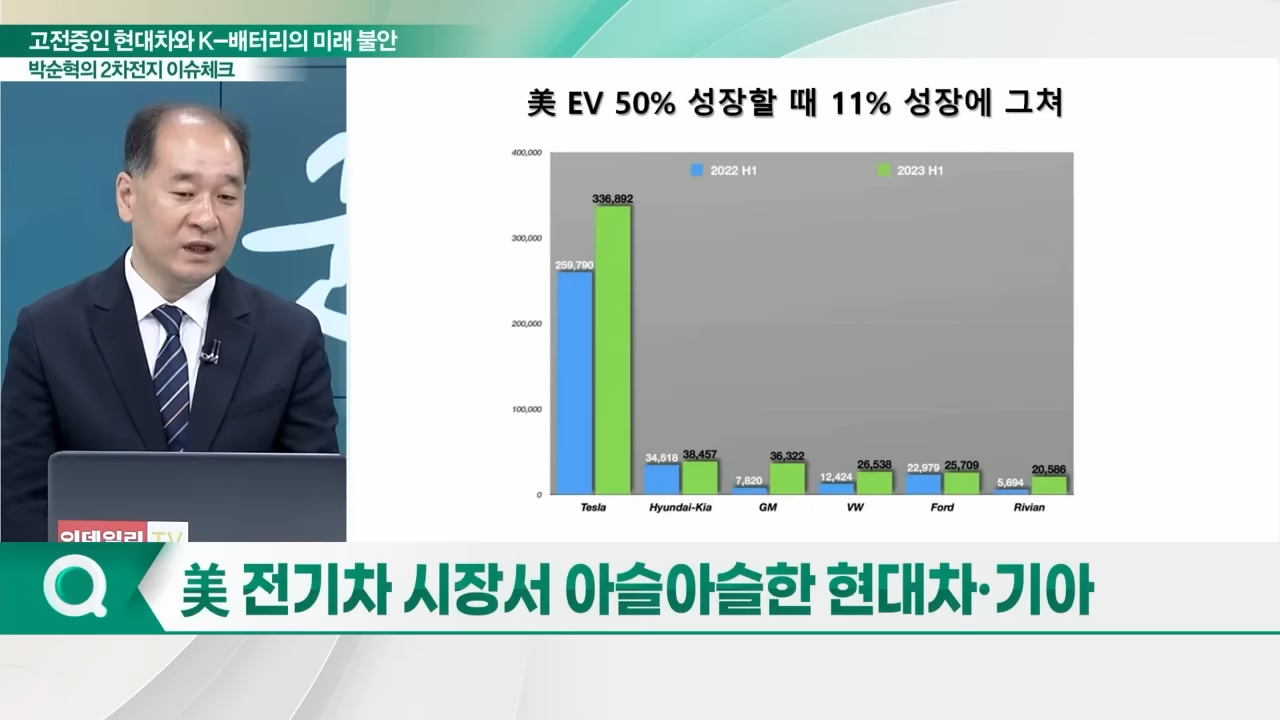 고전중인 현대차와 K-배터리의 미래 불안
박순혁의 2차전지 이슈체크
美 EV 50% 성장할 때 11% 성장에 그쳐
400,000
2022 H1
2023 H1
300,000
200,000
100,000
0
259,790
336,892
34,518
38,457
7,820
36,322
12,424
26,538
22,979
25,709
5,694
20,586
Tesla
Hyundai-Kia
GM
VW
Ford
Rivian
이데일리 TV
美 전기차 시장서 아슬아슬한 현대차·기아